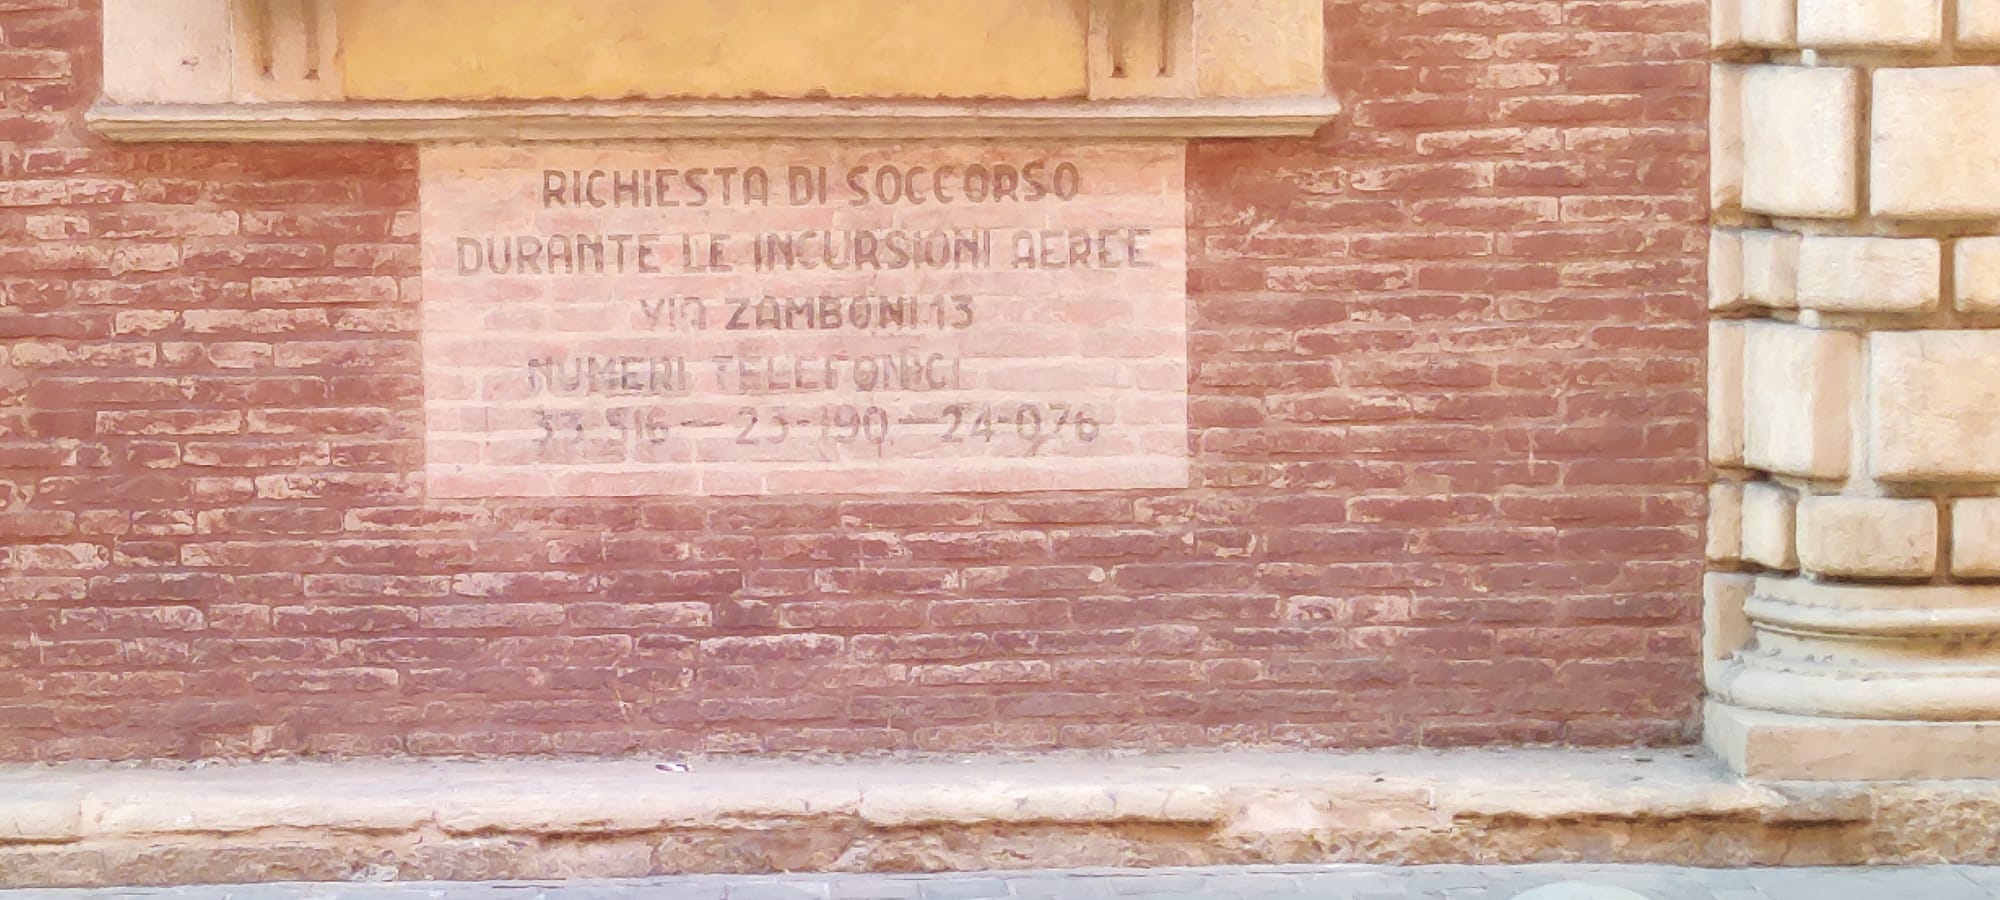 RICHIESTA DI SOCCORSO
DURANTE LE INCURSIONI AEREE
VIA ZAMBONI 13
NUMERI TELEFONICI
33.516 — 23-190 — 24-076